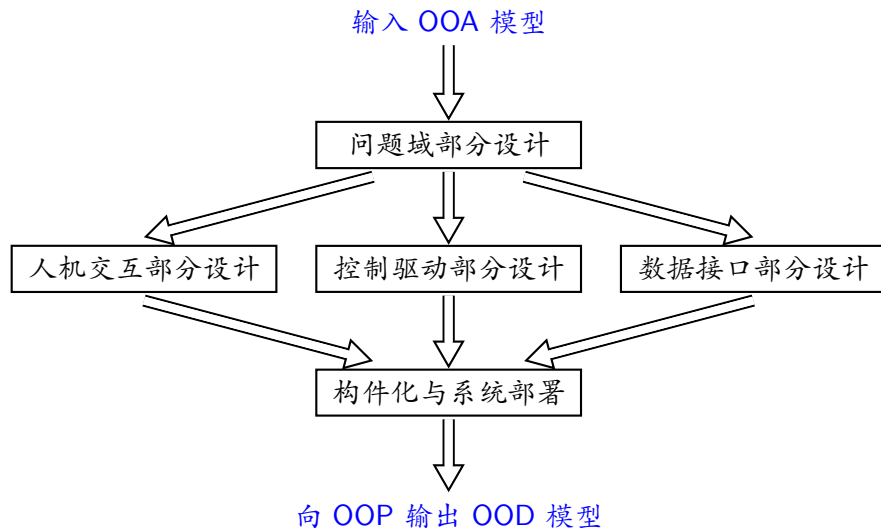 输入 OOA 模型
问题域部分设计
人机交互部分设计
控制驱动部分设计
数据接口部分设计
构件化与系统部署
向 OOP 输出 OOD 模型